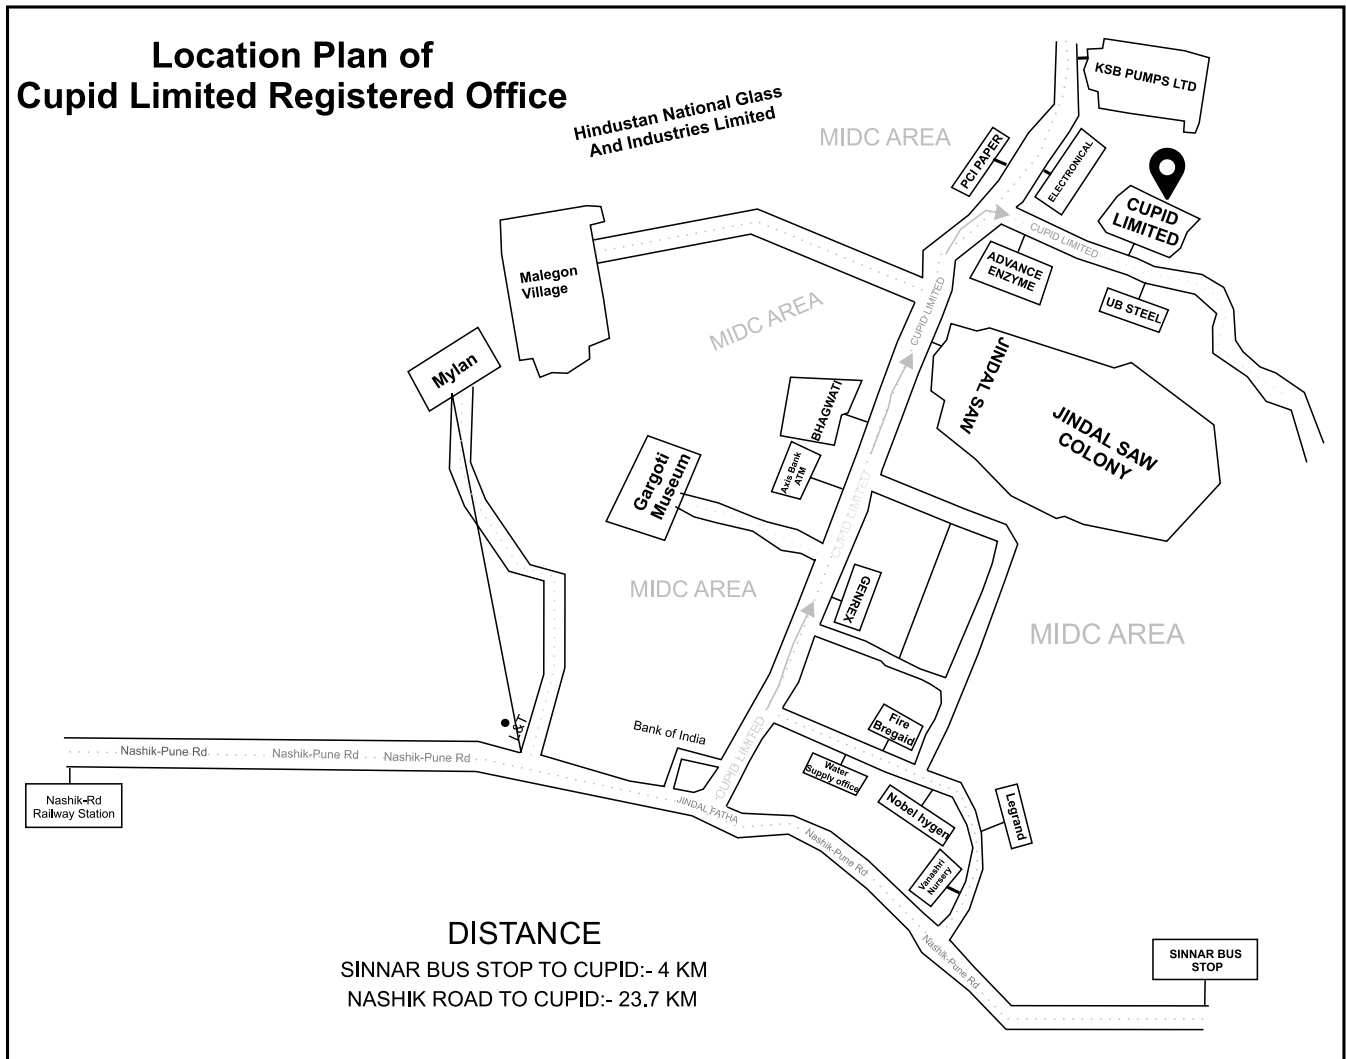 Location Plan of
Cupid Limited Registered Office
Hindustan National Glass
And Industries Limited
MIDC AREA
KSB PUMPS LTD
PCI PAPER
ELECTRONICAL
CUPID
LIMITED
CUPID LIMITED
ADVANCE
ENZYME
UB STEEL
Malegon
Village
MIDC AREA
CUPID LIMITED
Mylan
JINDAL SAW
JINDAL SAW
COLONY
BHAGWATI
Axis Bank
ATM
Gargoti
Museum
CUPID LIMITED
MIDC AREA
GENREX
MIDC AREA
L&T
Bank of India
CUPID LIMITED
Fire
Bregaid
Nashik-Pune Rd
Nashik-Pune Rd
Nashik-Pune Rd
Water
Supply office
Nobel hygen
Legrand
Nashik-Rd
Railway Station
JINDAL FATHA
Nashik-Pune Rd
Vanashri
Nursery
Nashik-Pune Rd
SINNAR BUS
STOP
DISTANCE
SINNAR BUS STOP TO CUPID:- 4 KM
NASHIK ROAD TO CUPID:- 23.7 KM